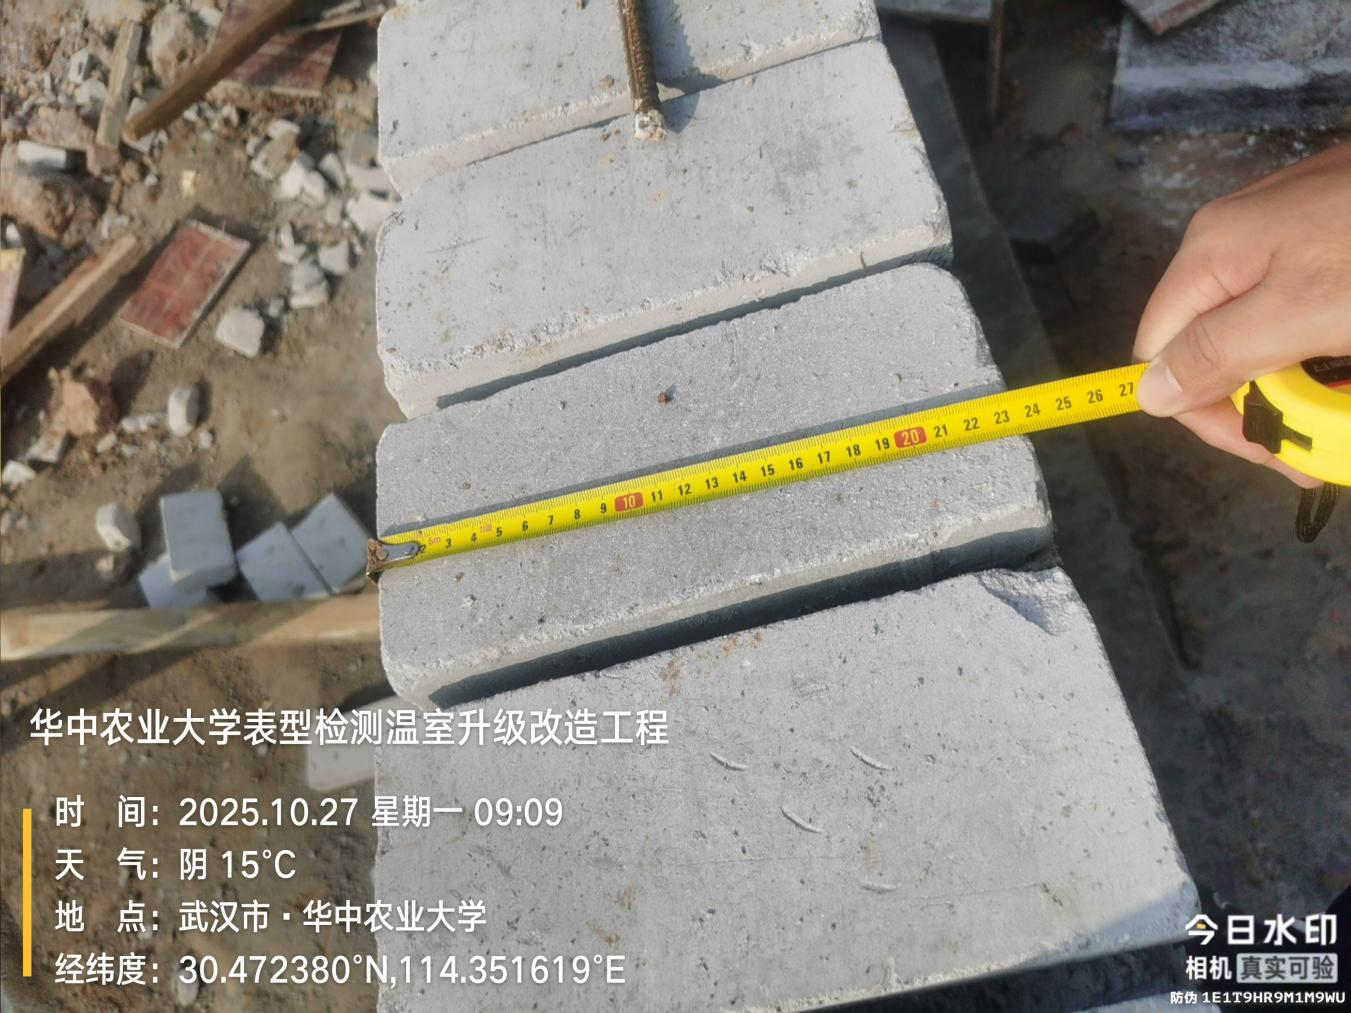 5m
2 3 4 5 6 7 8 9 10 11 12 13 14 15 16 17 18 19 20 21 22 23 24 25 26 27
华中农业大学表型检测温室升级改造工程
时 间：2025.10.27 星期一 09:09
天 气：阴 15°C
地 点：武汉市·华中农业大学
经纬度：30.472380°N,114.351619°E
今日水印
相机 真实可验
防伪 1E1T9HR9M1M9WU